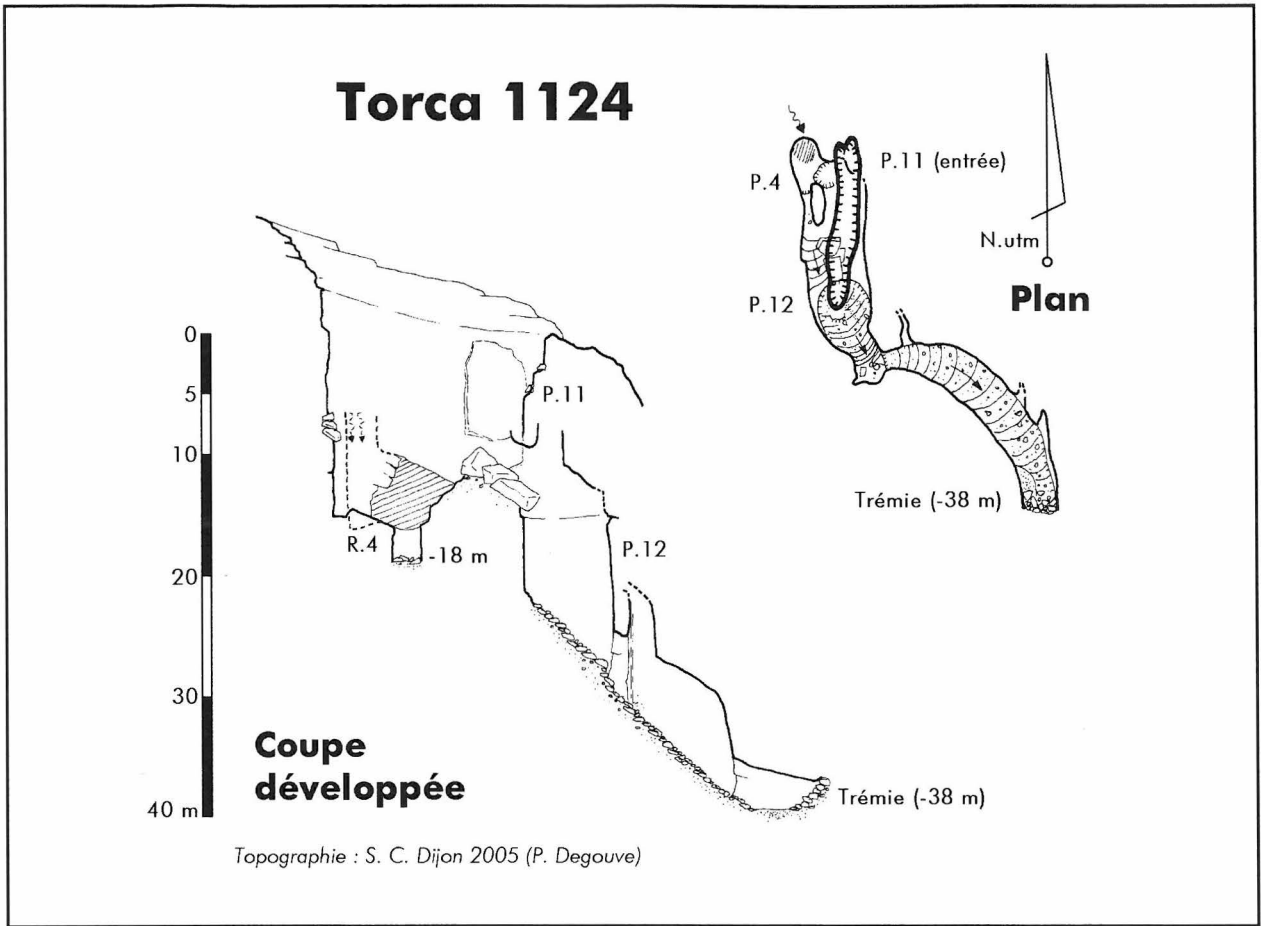 Torca 1124
P.11 (entrée)
P.4
N.utm
P.12
Plan
Trémie (-38 m)
0
5
10
20
30
40 m
P.11
R.4
-18 m
P.12
Trémie (-38 m)
Coupe
développée
Topographie : S. C. Dijon 2005 (P. Degouve)